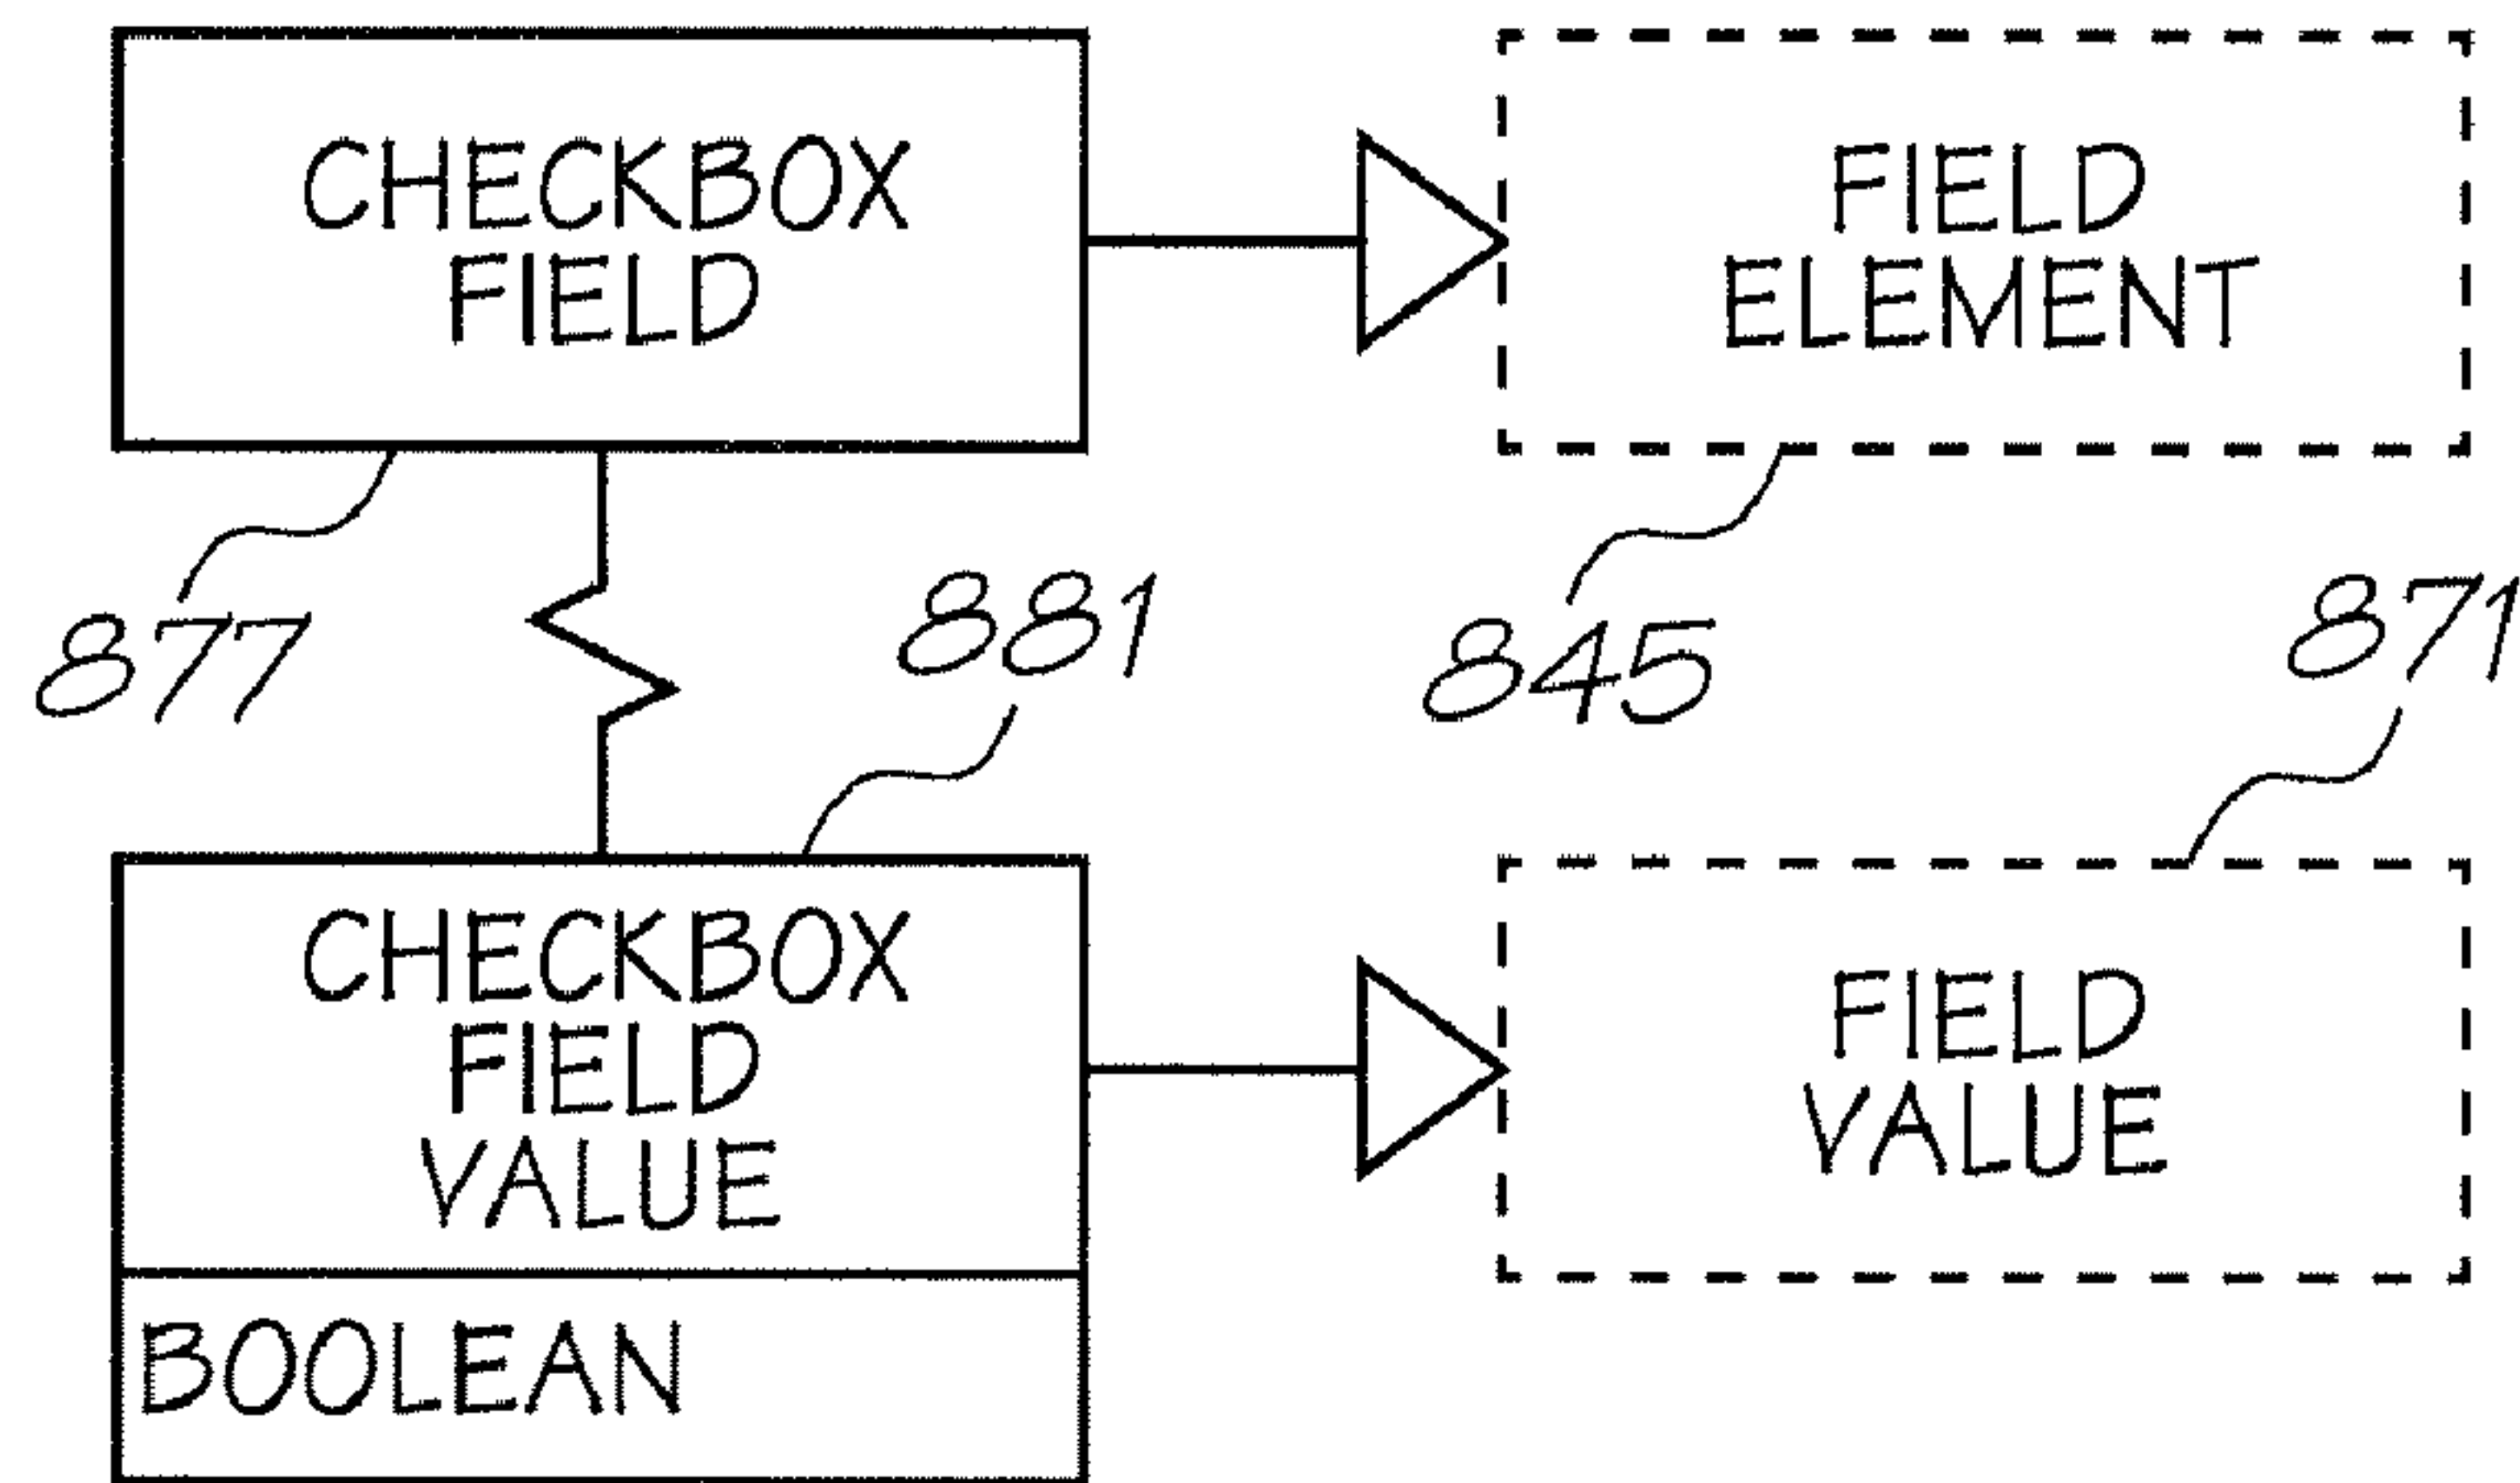 CHECKBOX
FIELD
FIELD
ELEMENT
877
881
845
871
CHECKBOX
FIELD
VALUE
BOOLEAN
FIELD
VALUE